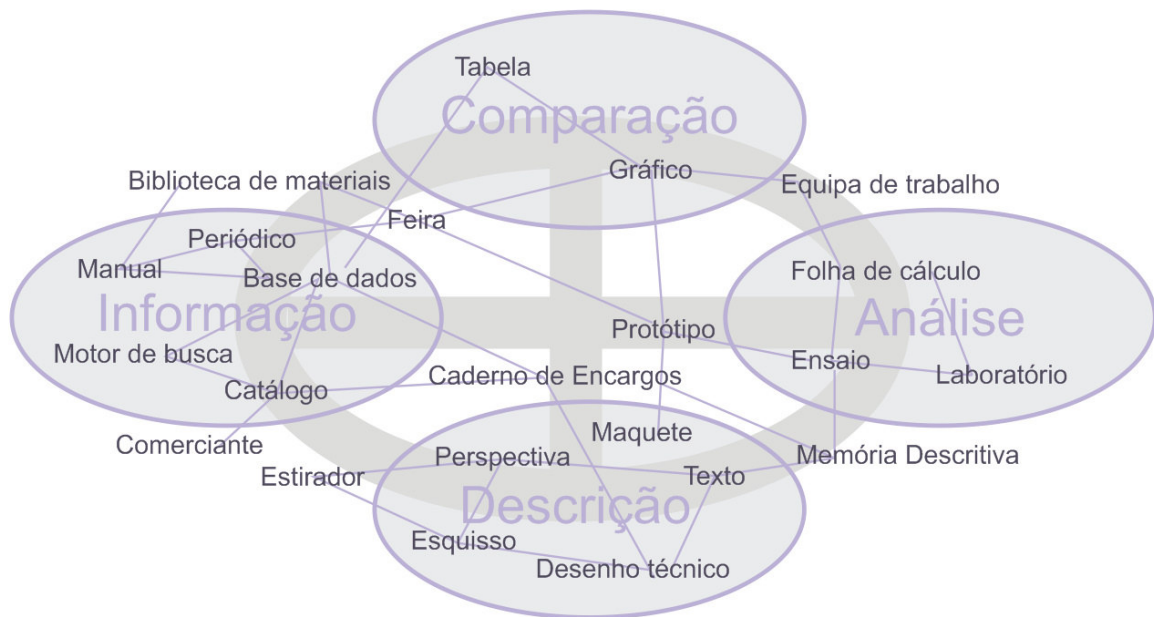 Tabela
Comparação
Gráfico
Biblioteca de materiais
Equipa de trabalho
Feira
Periódico
Manual
Base de dados
Folha de cálculo
Informação
Análise
Protótipo
Motor de busca
Ensaio
Caderno de Encargos
Laboratório
Catálogo
Maquete
Comerciante
Perspectiva
Memória Descritiva
Estirador
Texto
Descrição
Esquisso
Desenho técnico